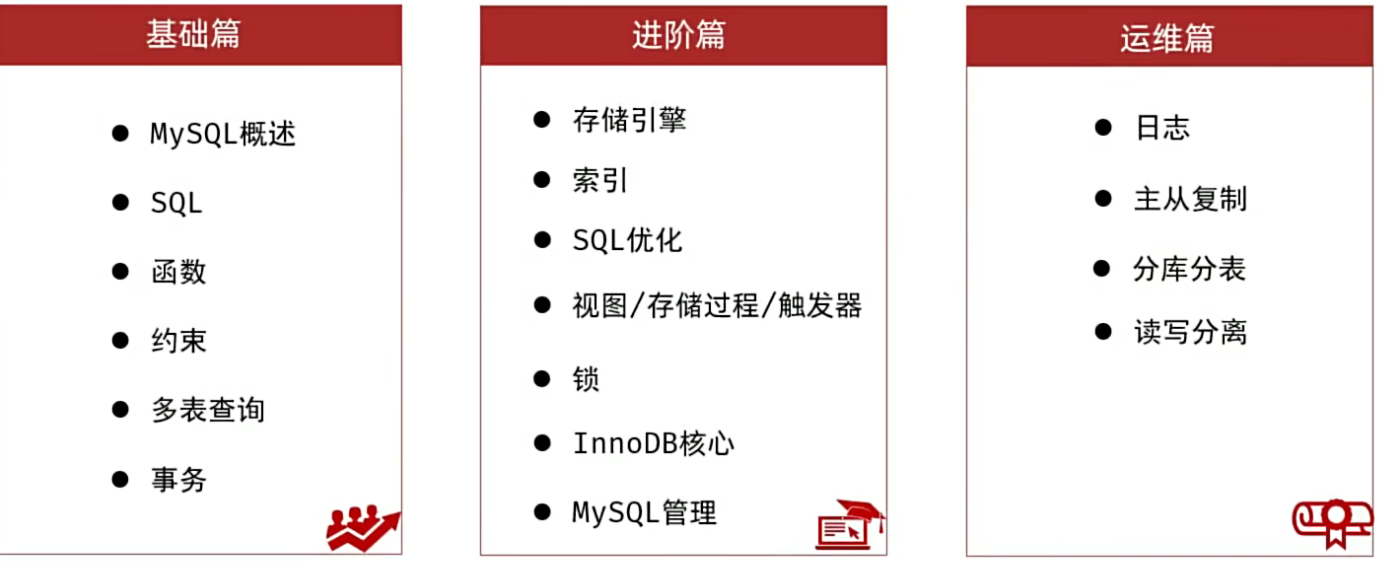 基础篇
MySQL概述
SQL
函数
约束
多表查询
事务
进阶篇
存储引擎
索引
SQL优化
视图/存储过程/触发器
锁
InnoDB核心
MySQL管理
运维篇
日志
主从复制
分库分表
读写分离